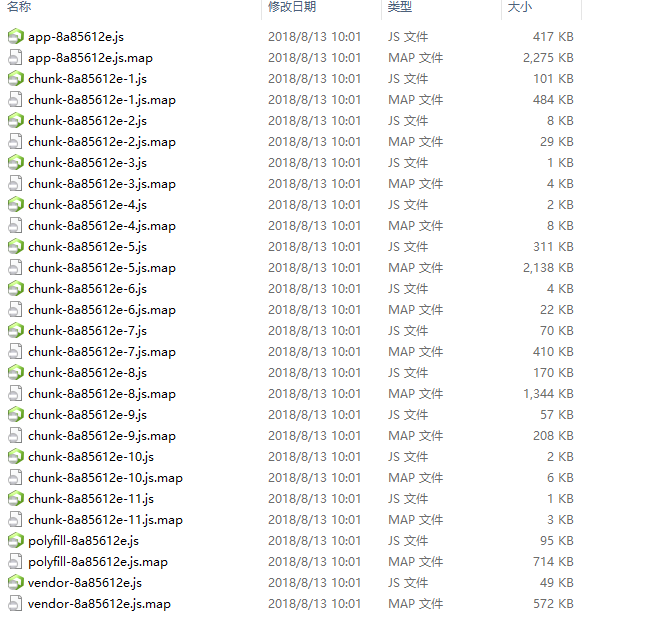 名称 修改日期 类型 大小
app-8a85612e.js 2018/8/13 10:01 JS 文件 417 KB
app-8a85612e.js.map 2018/8/13 10:01 MAP 文件 2,275 KB
chunk-8a85612e-1.js 2018/8/13 10:01 JS 文件 101 KB
chunk-8a85612e-1.js.map 2018/8/13 10:01 MAP 文件 484 KB
chunk-8a85612e-2.js 2018/8/13 10:01 JS 文件 8 KB
chunk-8a85612e-2.js.map 2018/8/13 10:01 MAP 文件 29 KB
chunk-8a85612e-3.js 2018/8/13 10:01 JS 文件 1 KB
chunk-8a85612e-3.js.map 2018/8/13 10:01 MAP 文件 4 KB
chunk-8a85612e-4.js 2018/8/13 10:01 JS 文件 2 KB
chunk-8a85612e-4.js.map 2018/8/13 10:01 MAP 文件 8 KB
chunk-8a85612e-5.js 2018/8/13 10:01 JS 文件 311 KB
chunk-8a85612e-5.js.map 2018/8/13 10:01 MAP 文件 2,138 KB
chunk-8a85612e-6.js 2018/8/13 10:01 JS 文件 4 KB
chunk-8a85612e-6.js.map 2018/8/13 10:01 MAP 文件 22 KB
chunk-8a85612e-7.js 2018/8/13 10:01 JS 文件 70 KB
chunk-8a85612e-7.js.map 2018/8/13 10:01 MAP 文件 410 KB
chunk-8a85612e-8.js 2018/8/13 10:01 JS 文件 170 KB
chunk-8a85612e-8.js.map 2018/8/13 10:01 MAP 文件 1,344 KB
chunk-8a85612e-9.js 2018/8/13 10:01 JS 文件 57 KB
chunk-8a85612e-9.js.map 2018/8/13 10:01 MAP 文件 208 KB
chunk-8a85612e-10.js 2018/8/13 10:01 JS 文件 2 KB
chunk-8a85612e-10.js.map 2018/8/13 10:01 MAP 文件 6 KB
chunk-8a85612e-11.js 2018/8/13 10:01 JS 文件 1 KB
chunk-8a85612e-11.js.map 2018/8/13 10:01 MAP 文件 3 KB
polyfill-8a85612e.js 2018/8/13 10:01 JS 文件 95 KB
polyfill-8a85612e.js.map 2018/8/13 10:01 MAP 文件 714 KB
vendor-8a85612e.js 2018/8/13 10:01 JS 文件 49 KB
vendor-8a85612e.js.map 2018/8/13 10:01 MAP 文件 572 KB